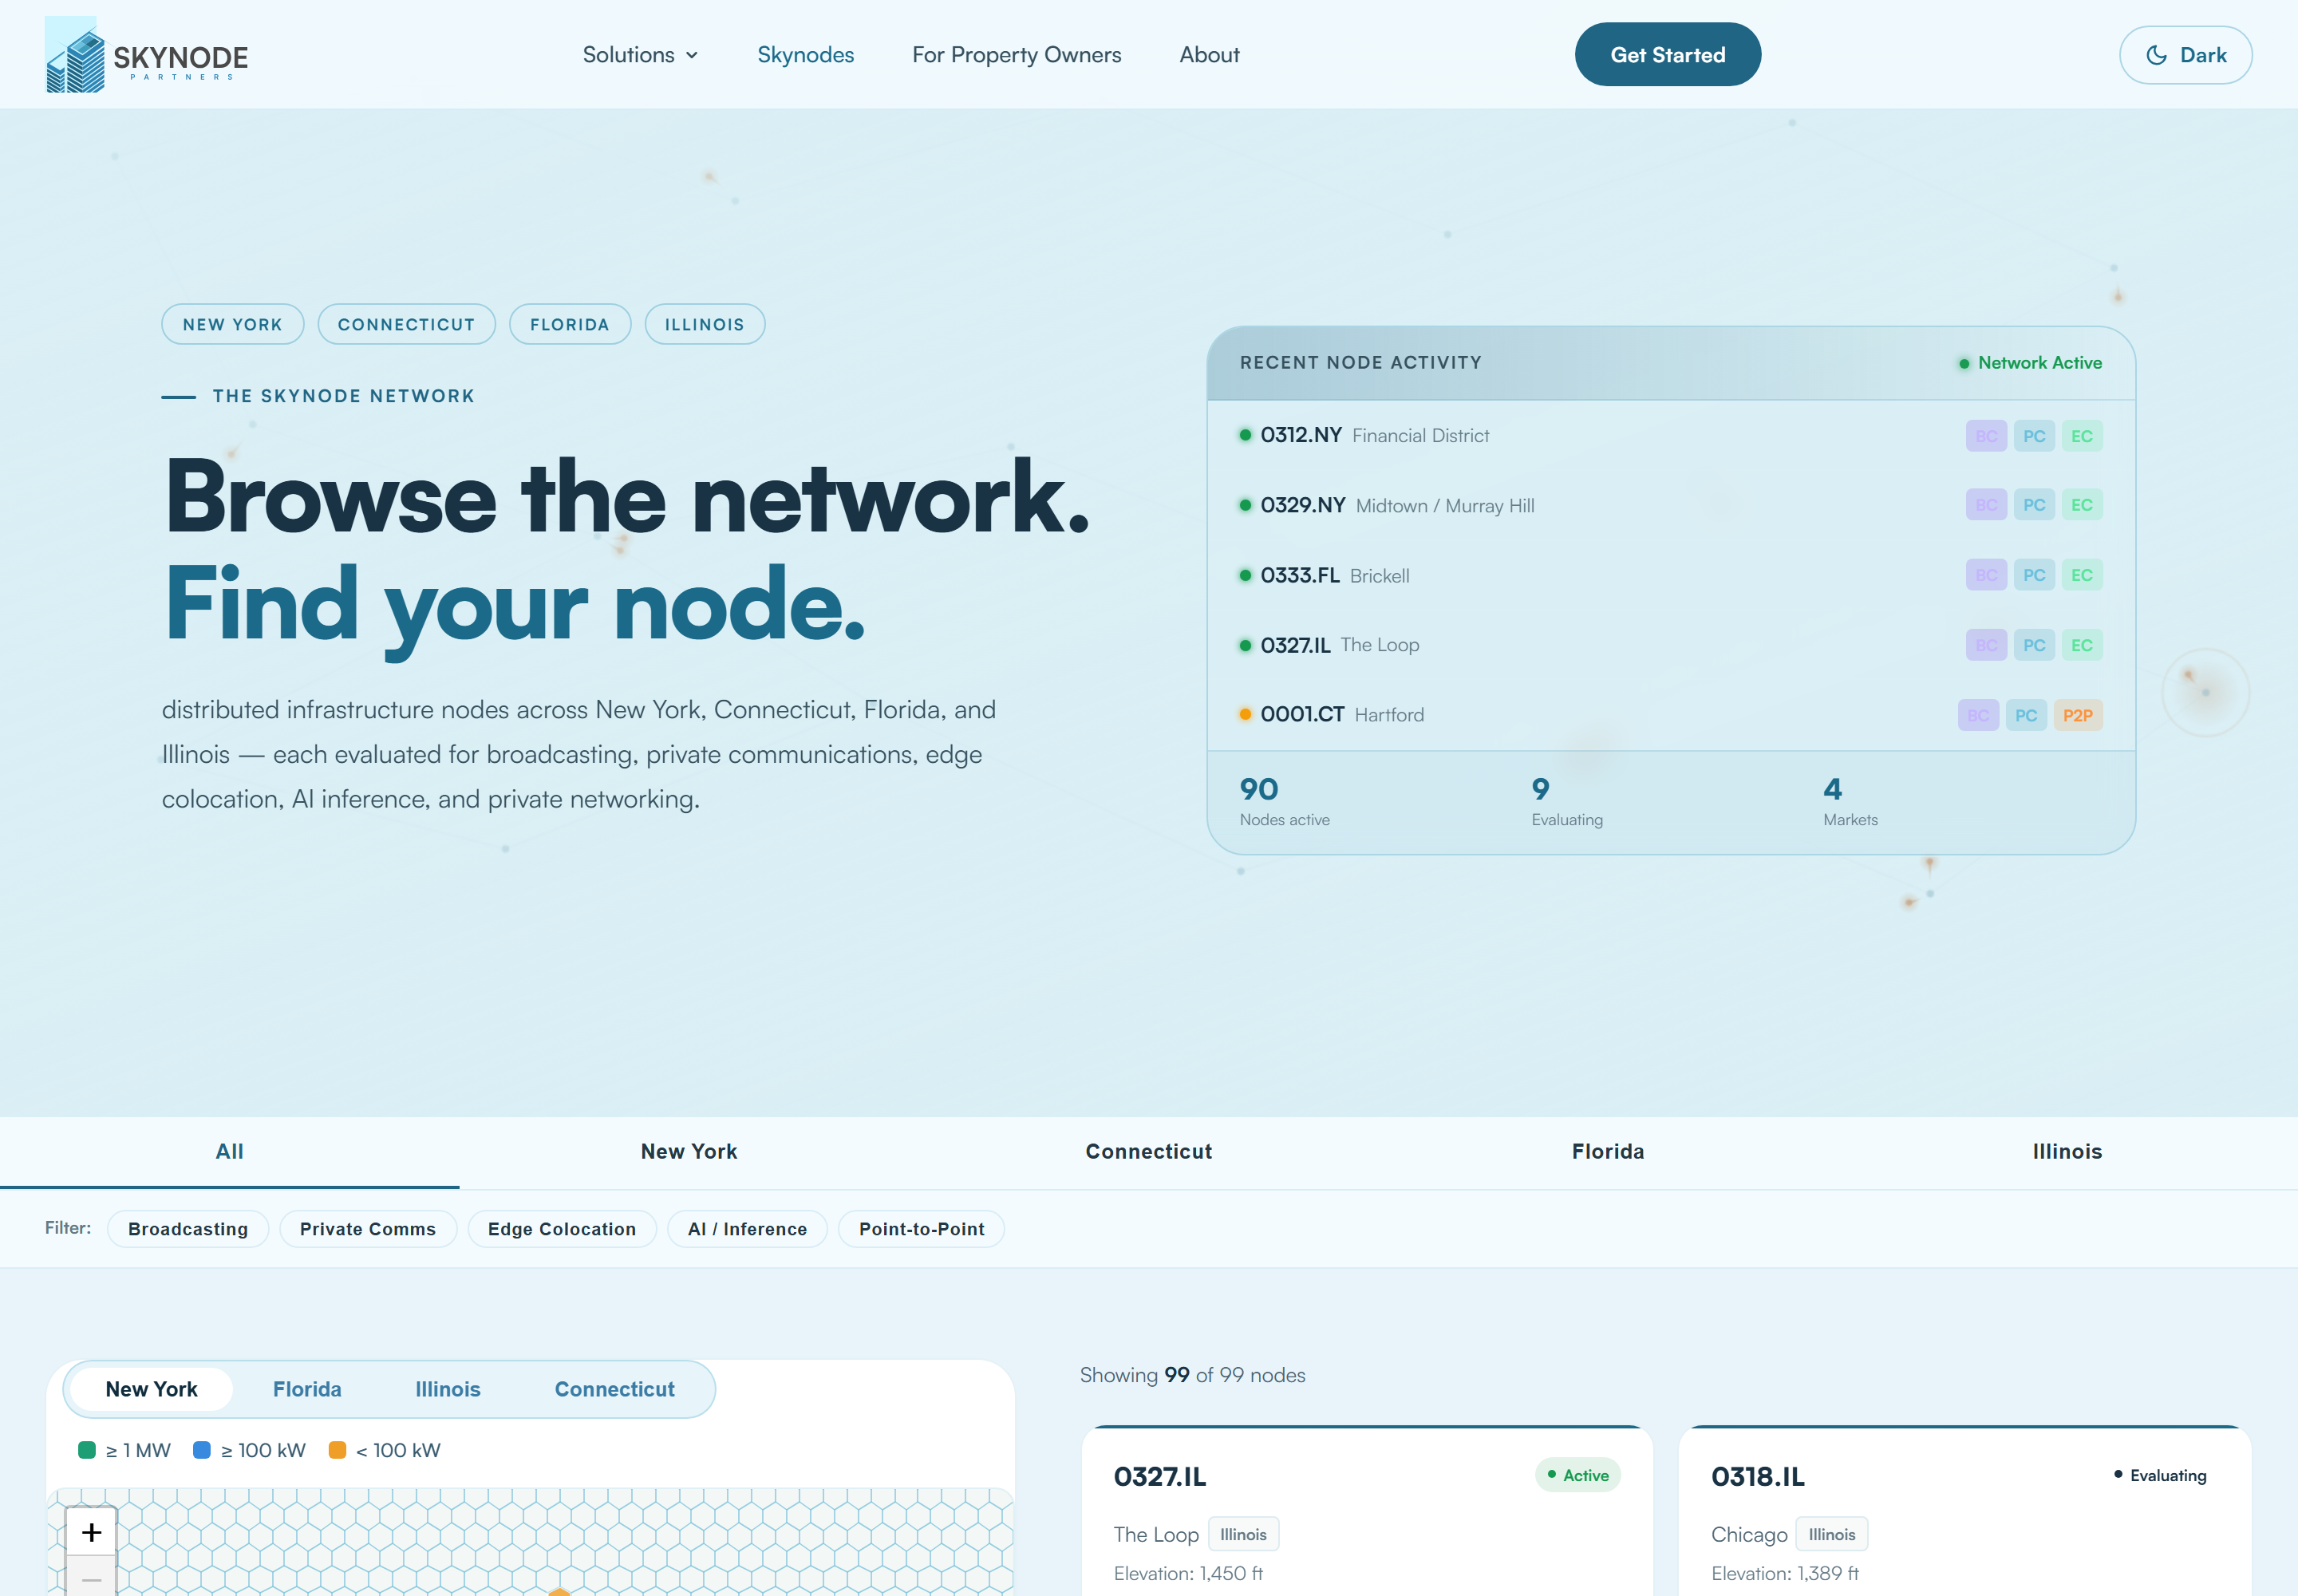 SKYNODE
PARTNERS
Solutions
Skynodes
For Property Owners
About
Get Started
Dark
NEW YORK
CONNECTICUT
FLORIDA
ILLINOIS
THE SKYNODE NETWORK
Browse the network.
Find your node.
distributed infrastructure nodes across New York, Connecticut, Florida, and
Illinois — each evaluated for broadcasting, private communications, edge
colocation, AI inference, and private networking.
RECENT NODE ACTIVITY
Network Active
0312.NY Financial District BC PC EC
0329.NY Midtown / Murray Hill BC PC EC
0333.FL Brickell BC PC EC
0327.IL The Loop BC PC EC
0001.CT Hartford BC PC P2P
90
Nodes active
9
Evaluating
4
Markets
All
New York
Connecticut
Florida
Illinois
Filter:
Broadcasting
Private Comms
Edge Colocation
AI / Inference
Point-to-Point
New York
Florida
Illinois
Connecticut
≥ 1 MW
≥ 100 kW
< 100 kW
+
−
Showing 99 of 99 nodes
0327.IL
Active
The Loop Illinois
Elevation: 1,450 ft
0318.IL
Evaluating
Chicago Illinois
Elevation: 1,389 ft